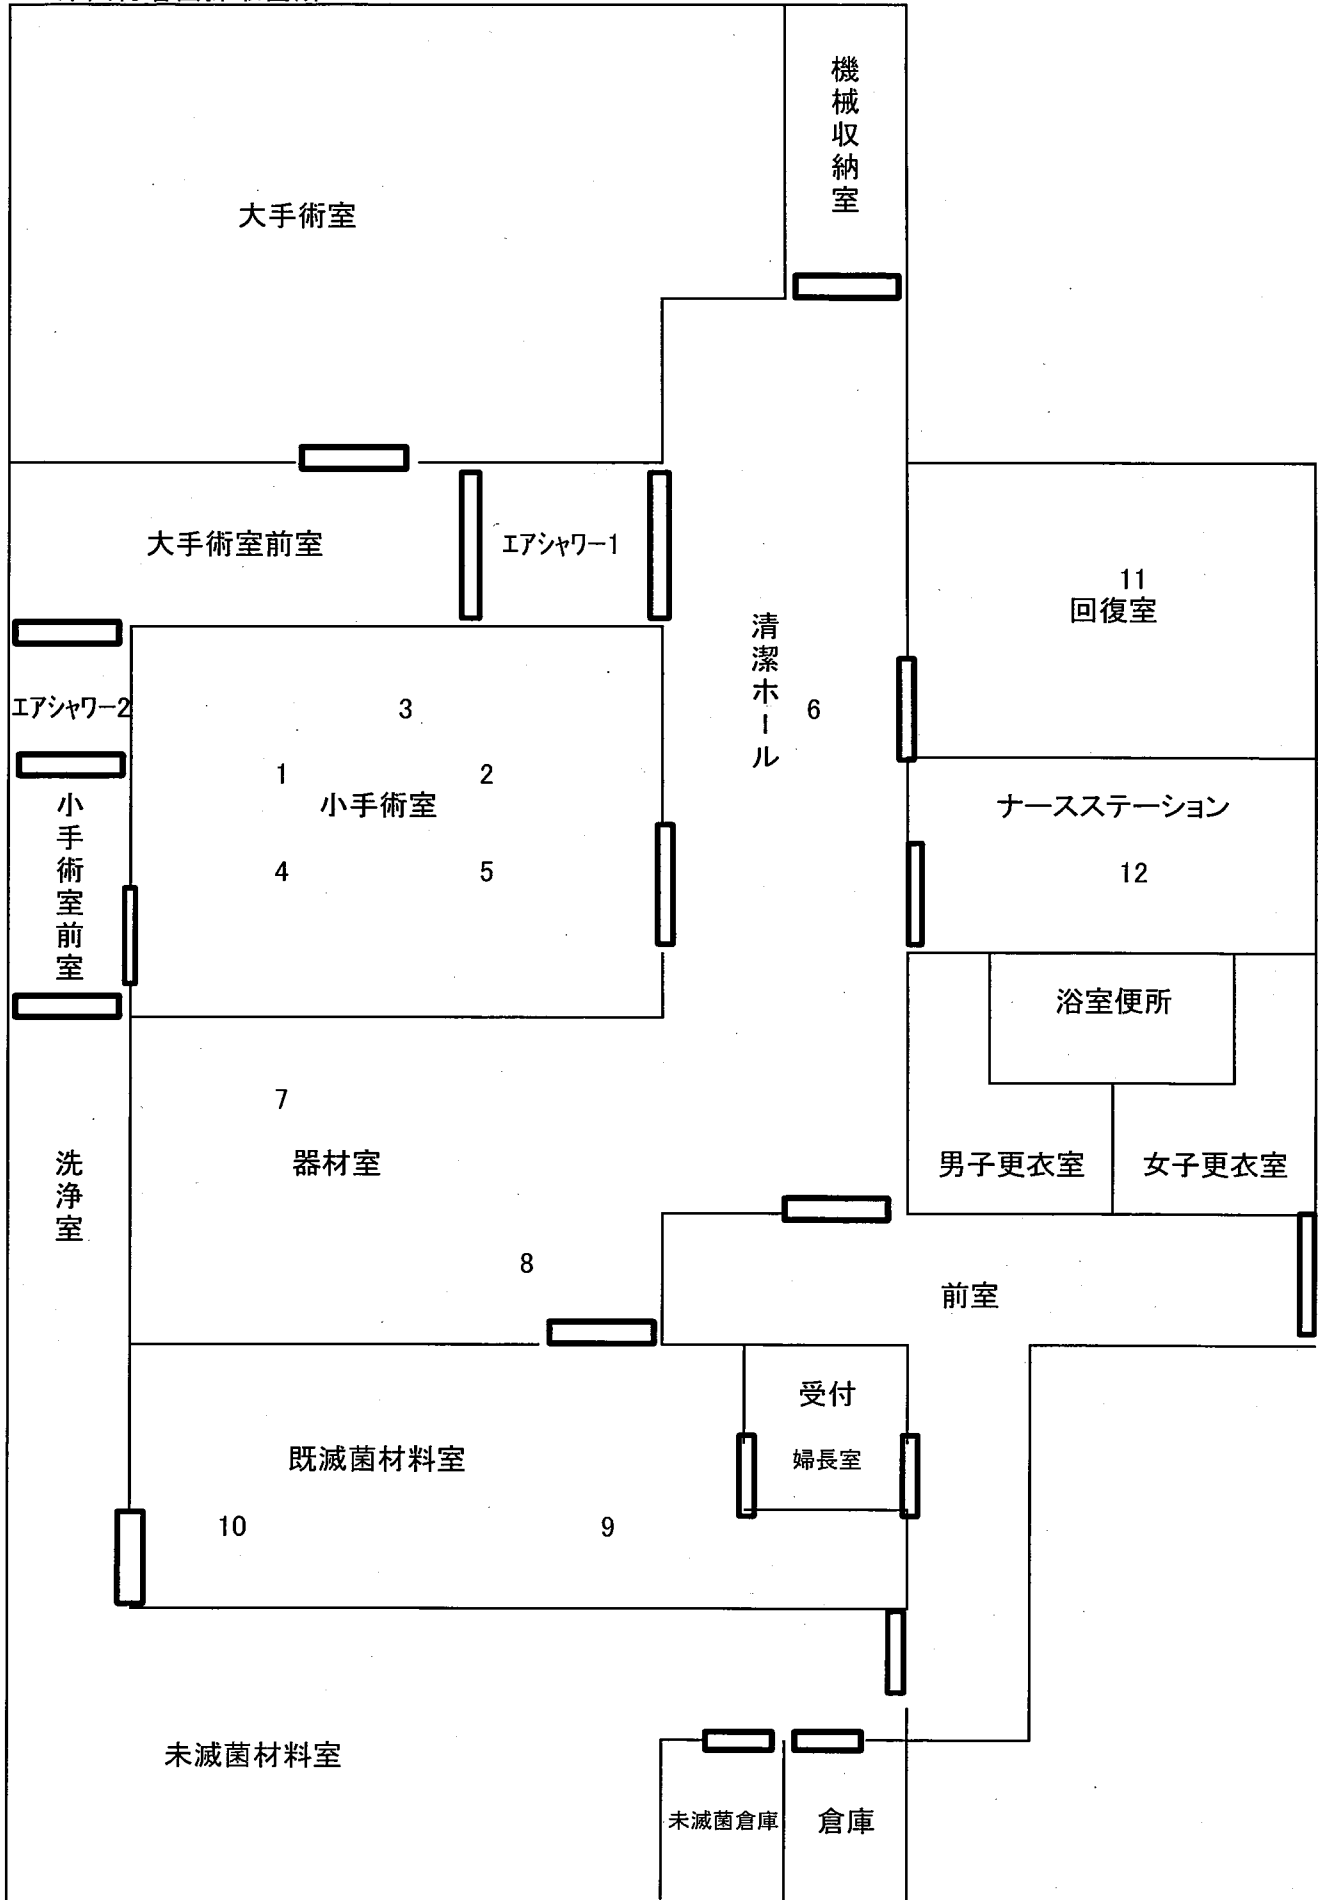 機械収納室
大手術室
大手術室前室
エアシャワー1
11
回復室
清潔ホール
エアシャワー2
3
6
1
2
小手術室
ナースステーション
小手術室前室
4
5
12
浴室便所
7
器材室
洗浄室
男子更衣室
女子更衣室
8
前室
受付
婦長室
既滅菌材料室
10
9
未滅菌材料室
未滅菌倉庫
倉庫